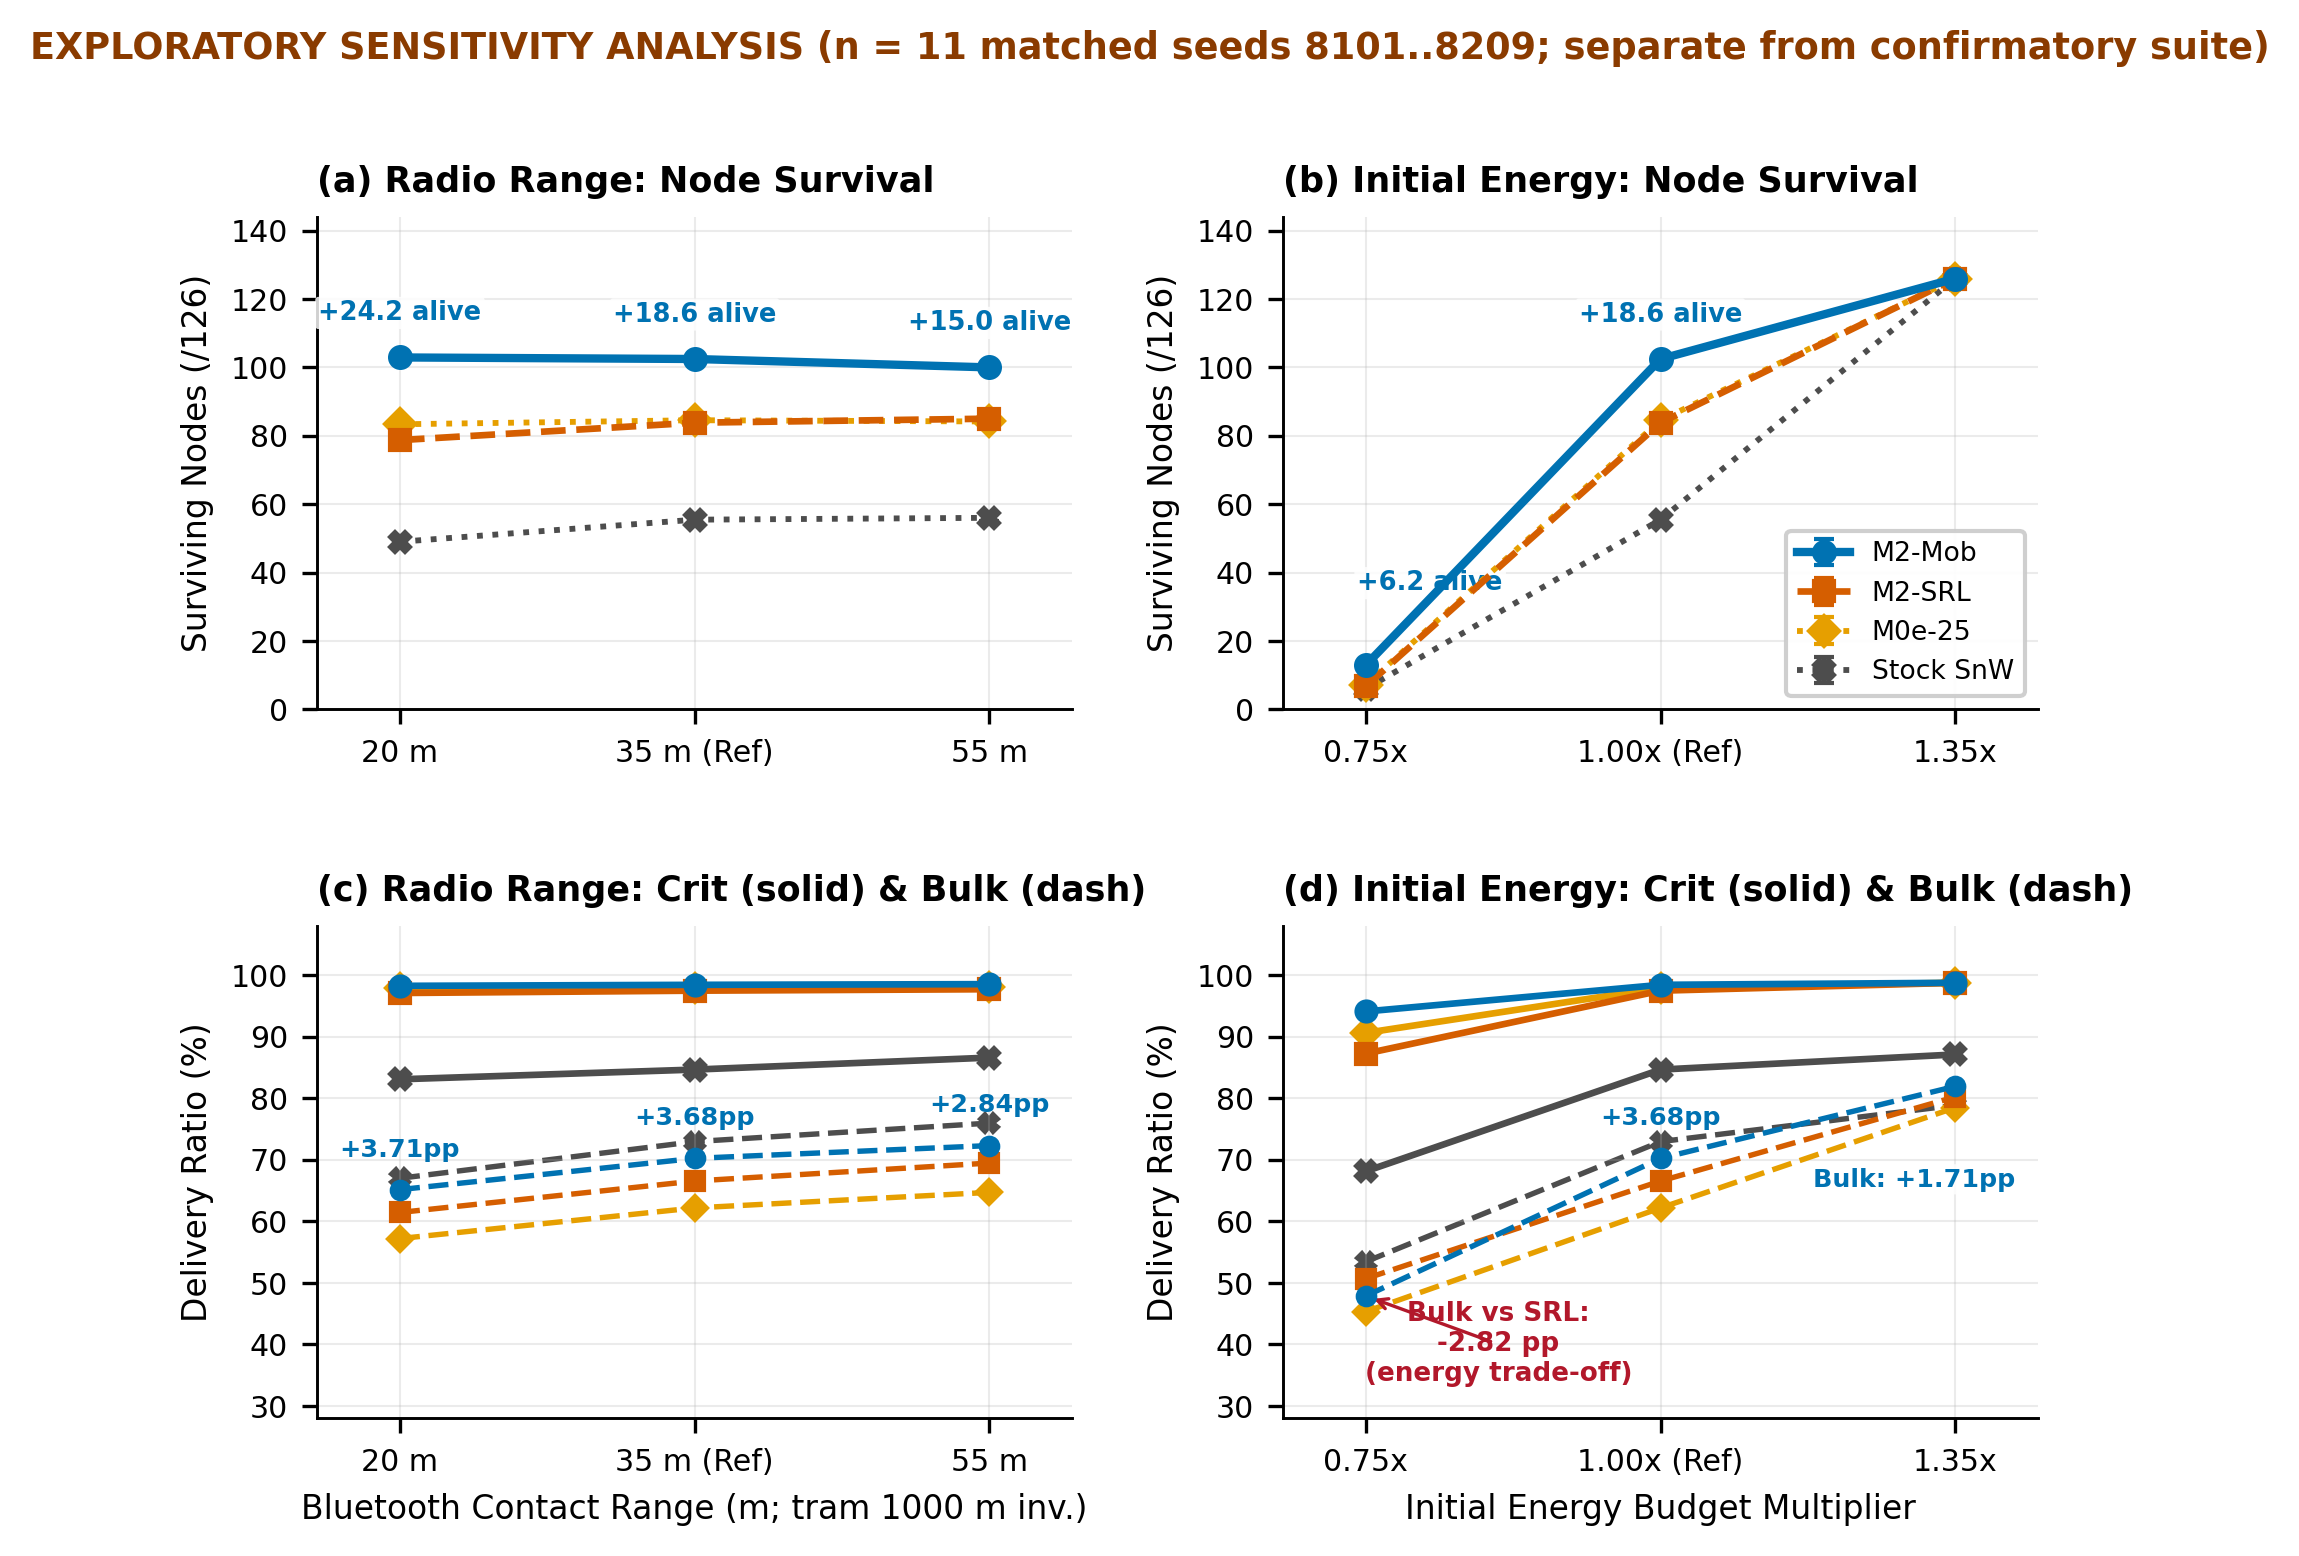 EXPLORATORY SENSITIVITY ANALYSIS (n = 11 matched seeds 8101..8209; separate from confirmatory suite)
(a) Radio Range: Node Survival
Surviving Nodes (/126)
140
120
100
80
60
40
20
0
+24.2 alive
+18.6 alive
+15.0 alive
20 m
35 m (Ref)
55 m
(b) Initial Energy: Node Survival
Surviving Nodes (/126)
140
120
100
80
60
40
20
0
+18.6 alive
+6.2 alive
M2-Mob
M2-SRL
M0e-25
Stock SnW
0.75x
1.00x (Ref)
1.35x
(c) Radio Range: Crit (solid) & Bulk (dash)
Delivery Ratio (%)
100
90
80
70
60
50
40
30
+3.71pp
+3.68pp
+2.84pp
20 m
35 m (Ref)
55 m
Bluetooth Contact Range (m; tram 1000 m inv.)
(d) Initial Energy: Crit (solid) & Bulk (dash)
Delivery Ratio (%)
100
90
80
70
60
50
40
30
+3.68pp
Bulk: +1.71pp
Bulk vs SRL:
-2.82 pp
(energy trade-off)
0.75x
1.00x (Ref)
1.35x
Initial Energy Budget Multiplier